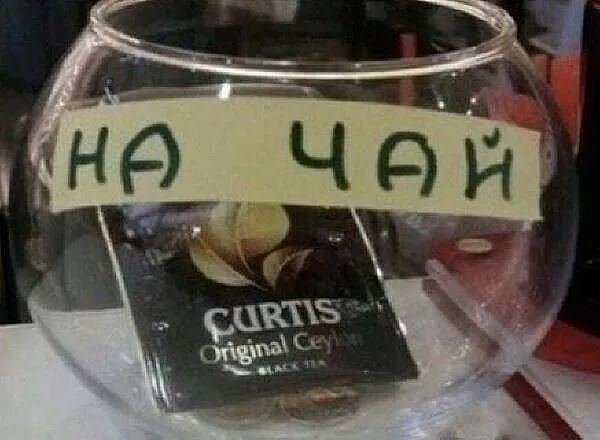 НА ЧАЙ
CURTIS
Original Ceylon
BLACK TEA